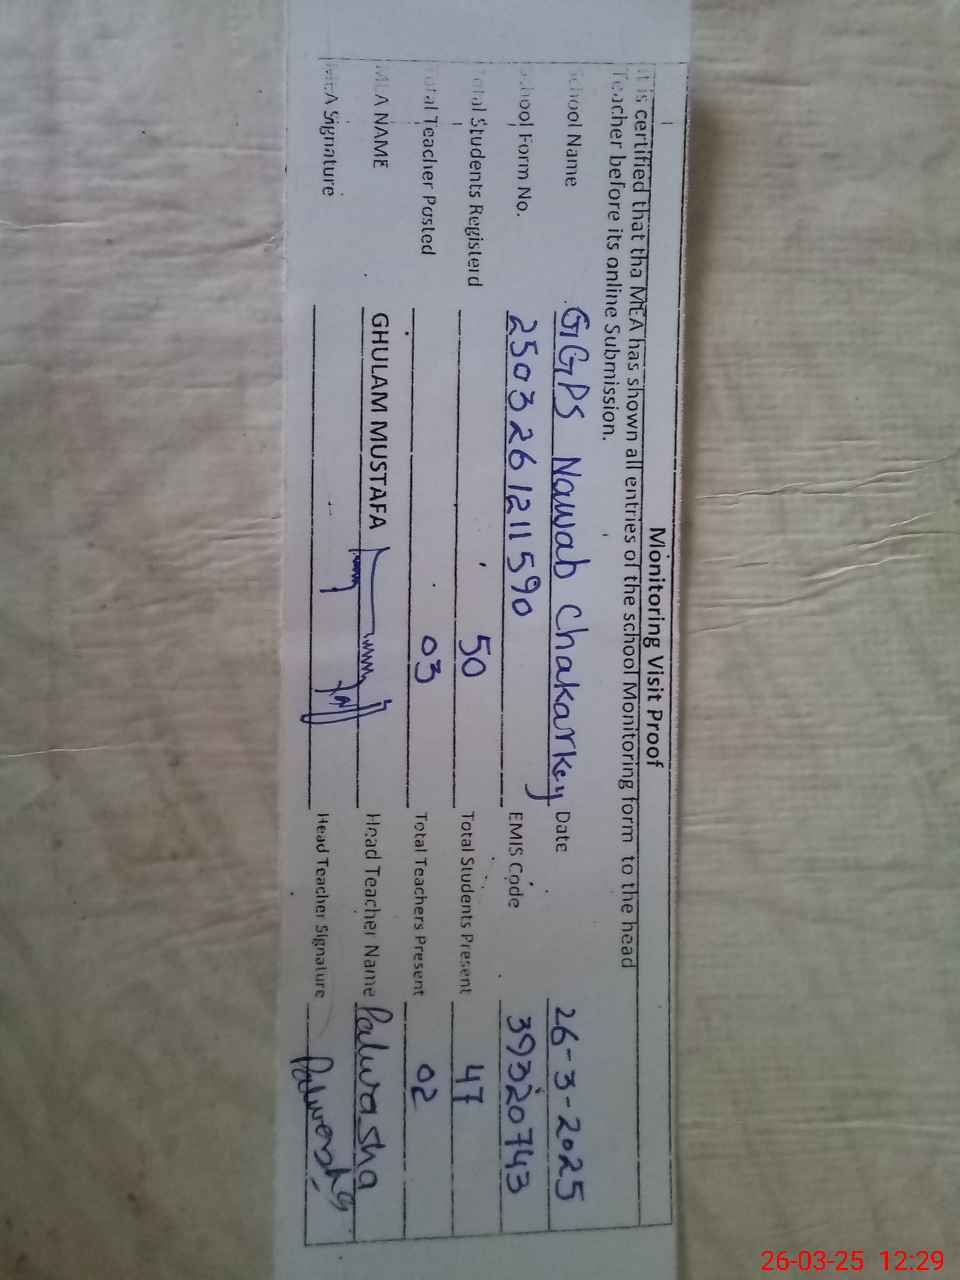 Monitoring Visit Proof
It is certified that tha MEA has shown all entries of the school Monitoring form to the head
Teacher before its online Submission.
School Name GGPS Nawab Chakarkey Date 26-3-2025
School Form No. 250326121590 EMIS Code 39320743
Total Students Registerd 50 Total Students Present 47
Total Teacher Posted 03 Total Teachers Present 02
MEA NAME GHULAM MUSTAFA Head Teacher Name Palwasha
MEA Signature Head Teacher Signature Palwasha
26-03-25 12:29